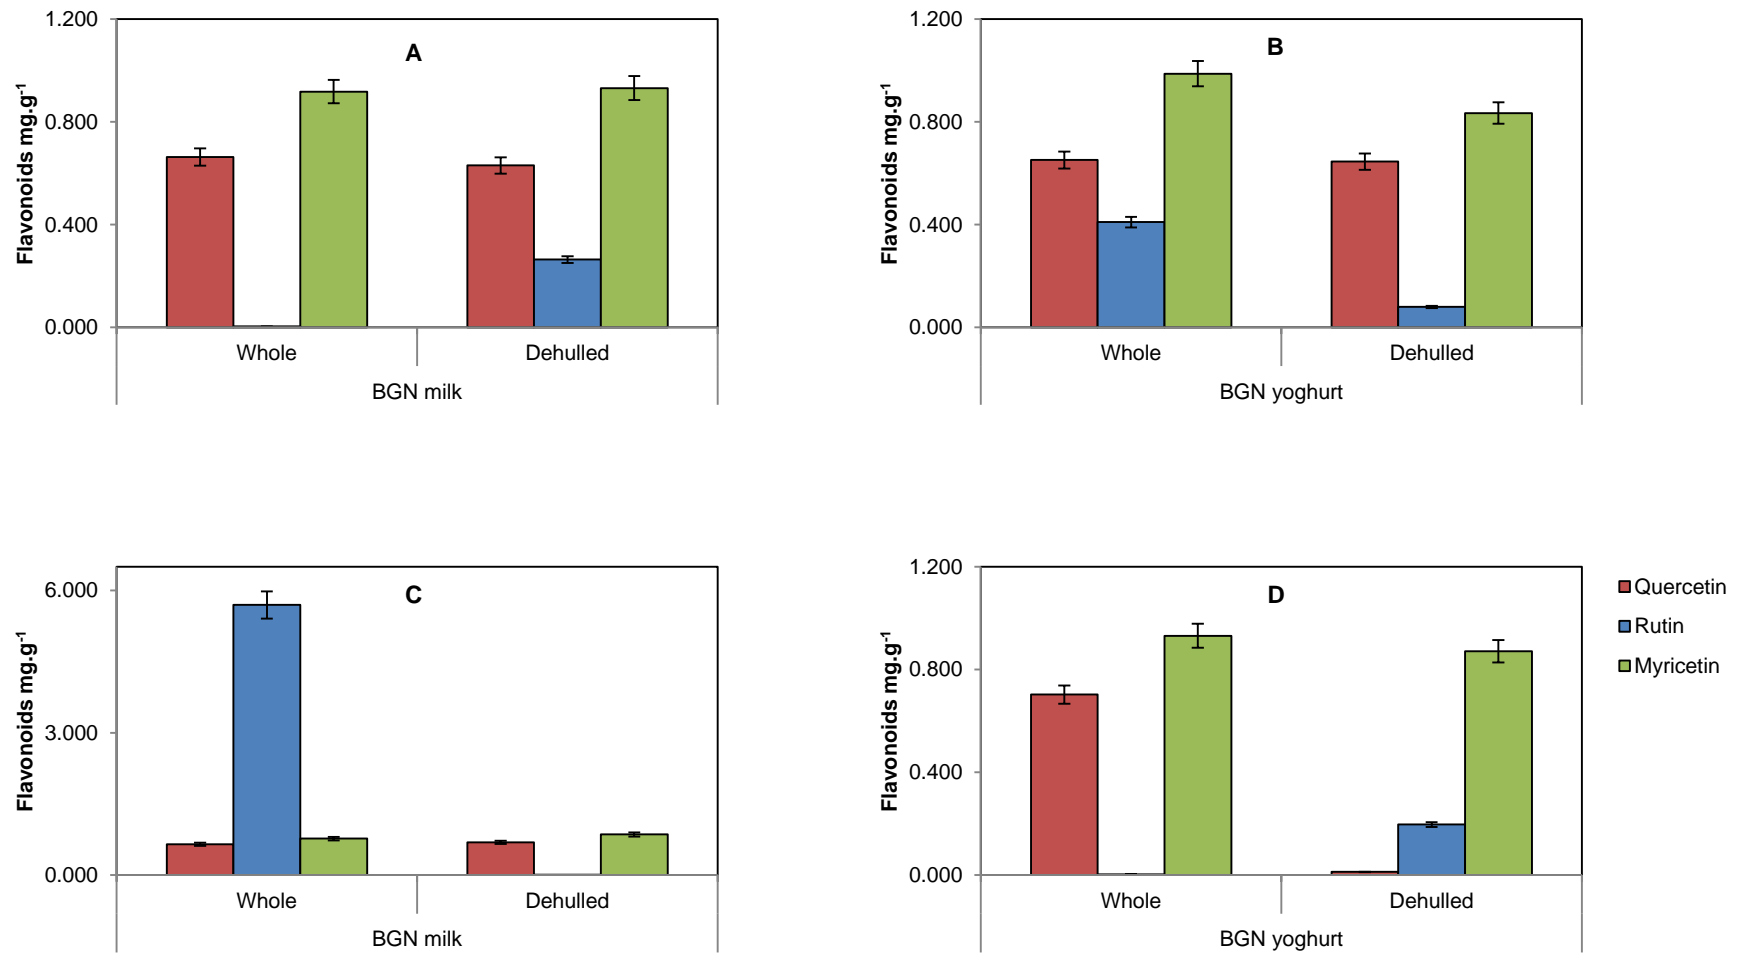 A
Flavonoids mg.g-1
1.200
0.800
0.400
0.000
Whole Dehulled
BGN milk
B
Flavonoids mg.g-1
1.200
0.800
0.400
0.000
Whole Dehulled
BGN yoghurt
C
Flavonoids mg.g-1
6.000
3.000
0.000
Whole Dehulled
BGN milk
D
Flavonoids mg.g-1
1.200
0.800
0.400
0.000
Whole Dehulled
BGN yoghurt
Quercetin
Rutin
Myricetin